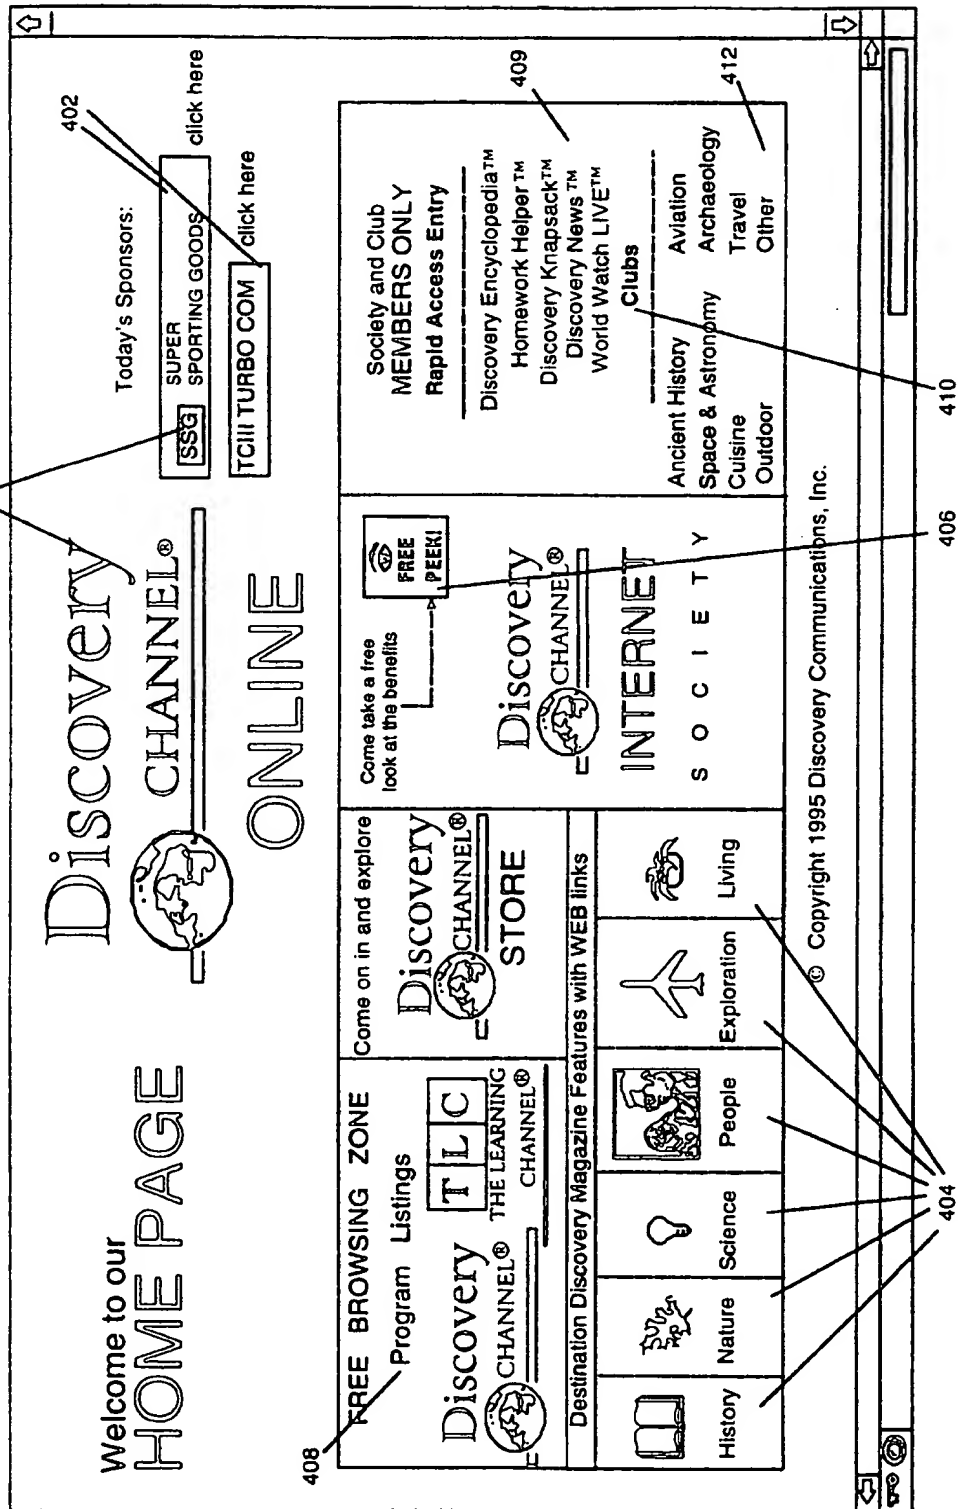 Welcome to our
HOME PAGE
Discovery
CHANNEL®
ONLINE
Today's Sponsors:
SSG
SUPER
SPORTING GOODS
click here
TCIII TURBO COM
click here
402
408
FREE BROWSING ZONE
Program Listings
Discovery
CHANNEL®
T L C
THE LEARNING
CHANNEL®
Come on in and explore
Discovery
CHANNEL®
STORE
Destination Discovery Magazine Features with WEB links
History
Nature
Science
People
Exploration
Living
Come take a free
look at the benefits
FREE
PEEK!
Discovery
CHANNEL®
INTERNET
S O C I E T Y
Society and Club
MEMBERS ONLY
Rapid Access Entry
Discovery Encyclopedia™
Homework Helper™
Discovery Knapsack™
Discovery News™
World Watch LIVE™
Clubs
Ancient History
Aviation
Space & Astronomy
Archaeology
Cuisine
Travel
Outdoor
Other
409
412
© Copyright 1995 Discovery Communications, Inc.
404
406
410